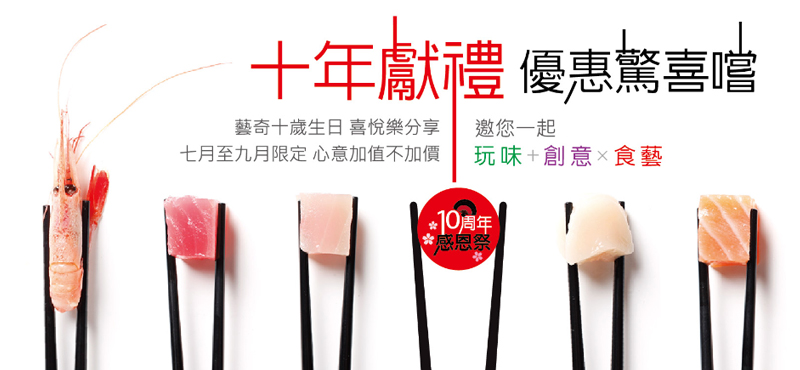 十年獻禮 優惠驚喜嚐
藝奇十歲生日 喜悅樂分享
七月至九月限定 心意加值不加價
邀您一起
玩味+創意×食藝
10周年
感恩祭